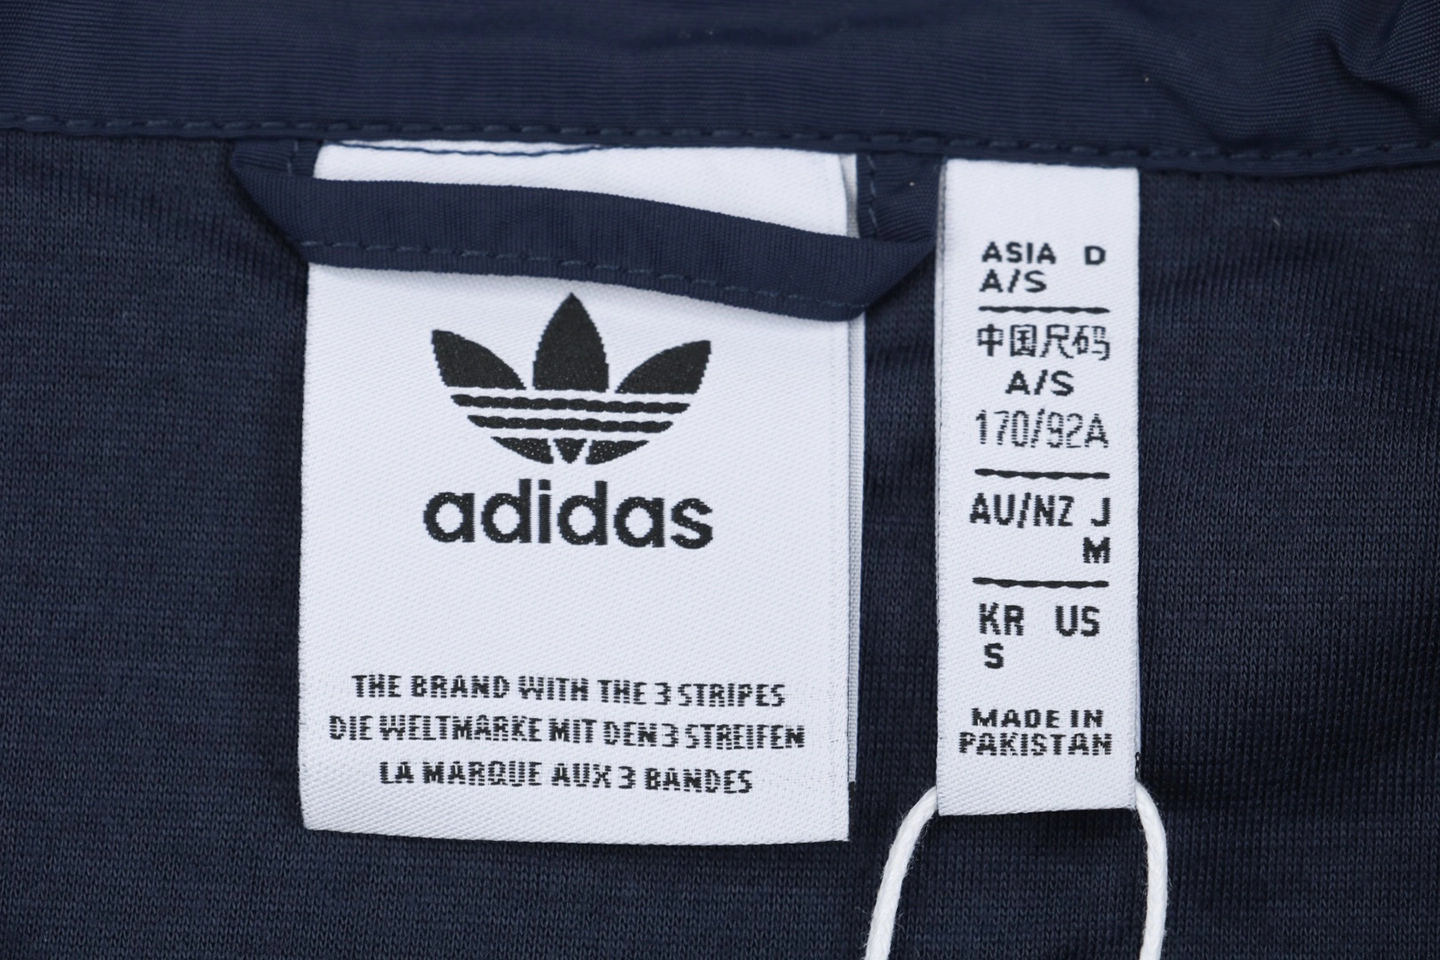 adidas
THE BRAND WITH THE 3 STRIPES
DIE WELTMARKE MIT DEN 3 STREIFEN
LA MARQUE AUX 3 BANDES
ASIA D
A/S
中国尺码
A/S
170/92A
AU/NZ J
M
KR US
S
MADE IN
PAKISTAN